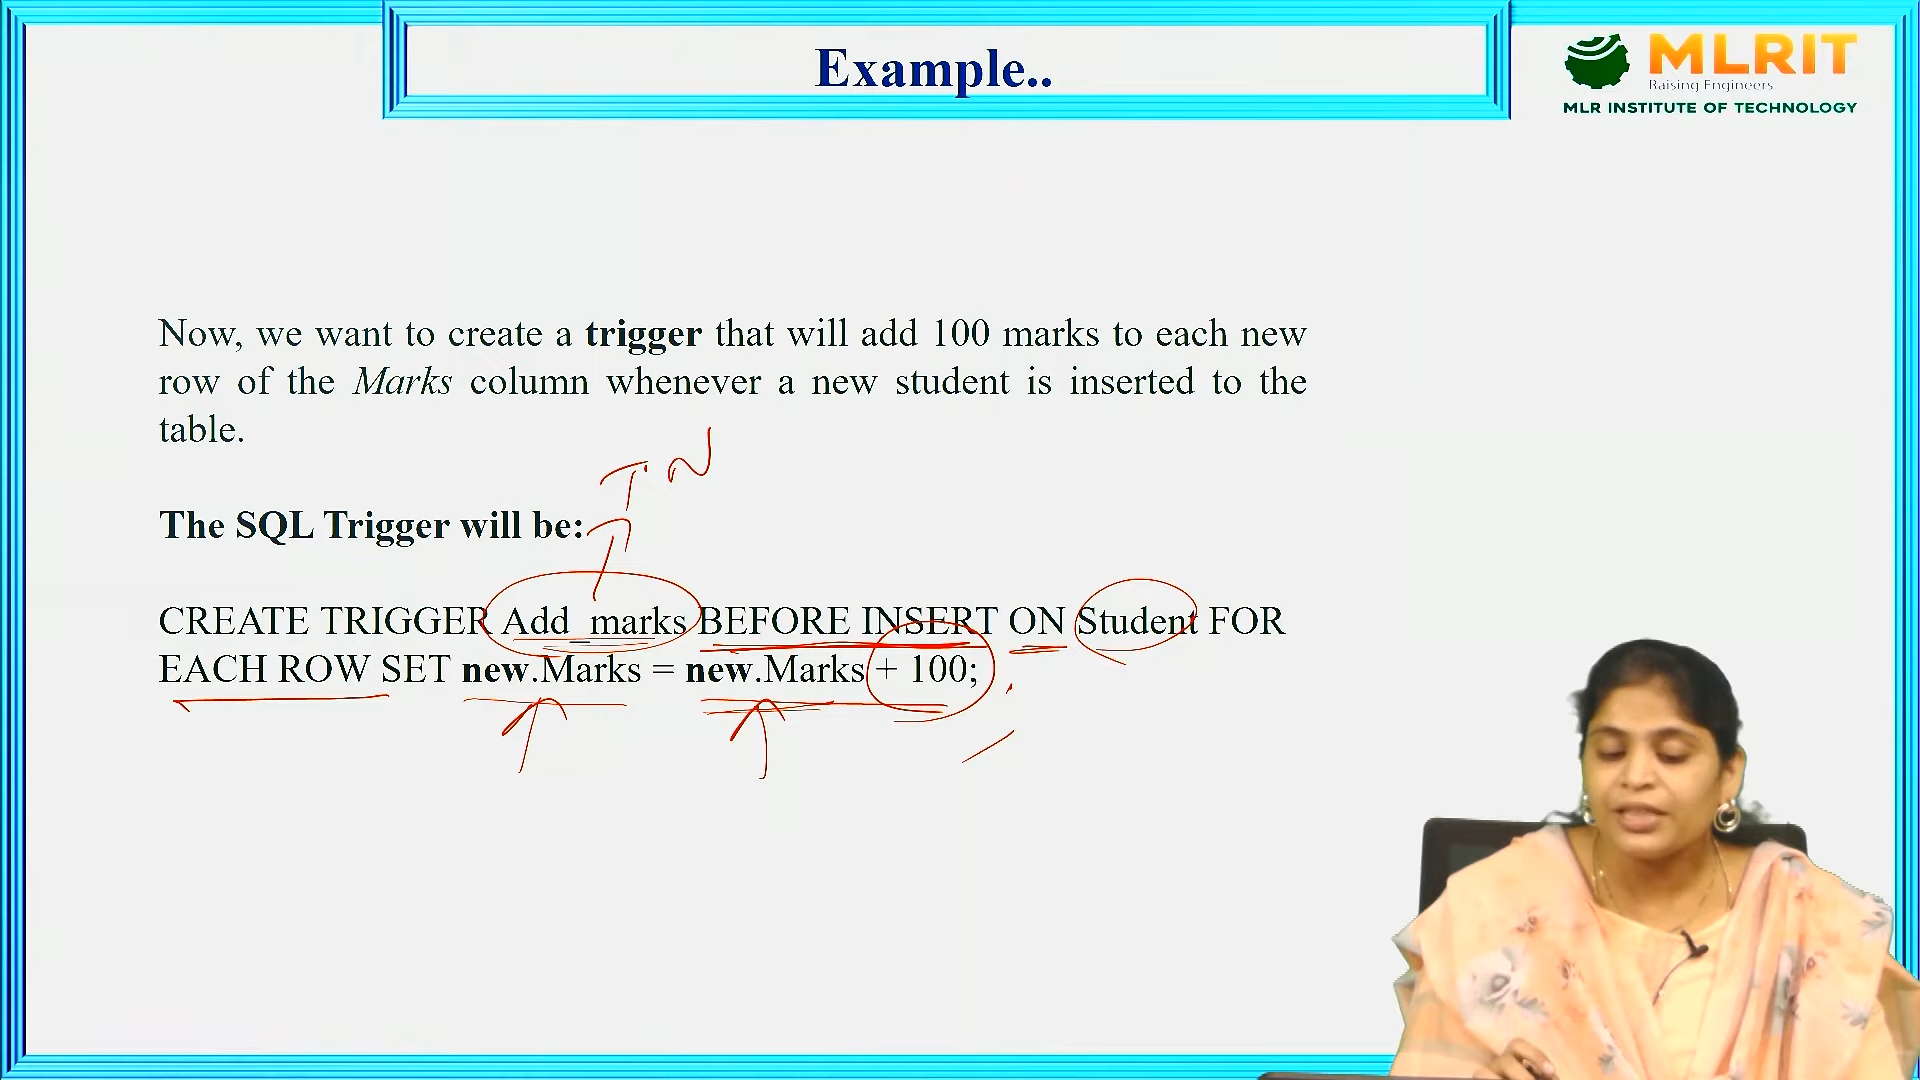 Example..
MLRIT
Raising Engineers
MLR INSTITUTE OF TECHNOLOGY
Now, we want to create a trigger that will add 100 marks to each new
row of the Marks column whenever a new student is inserted to the
table.
T N
The SQL Trigger will be:
CREATE TRIGGER Add_marks BEFORE INSERT ON Student FOR
EACH ROW SET new.Marks = new.Marks + 100;